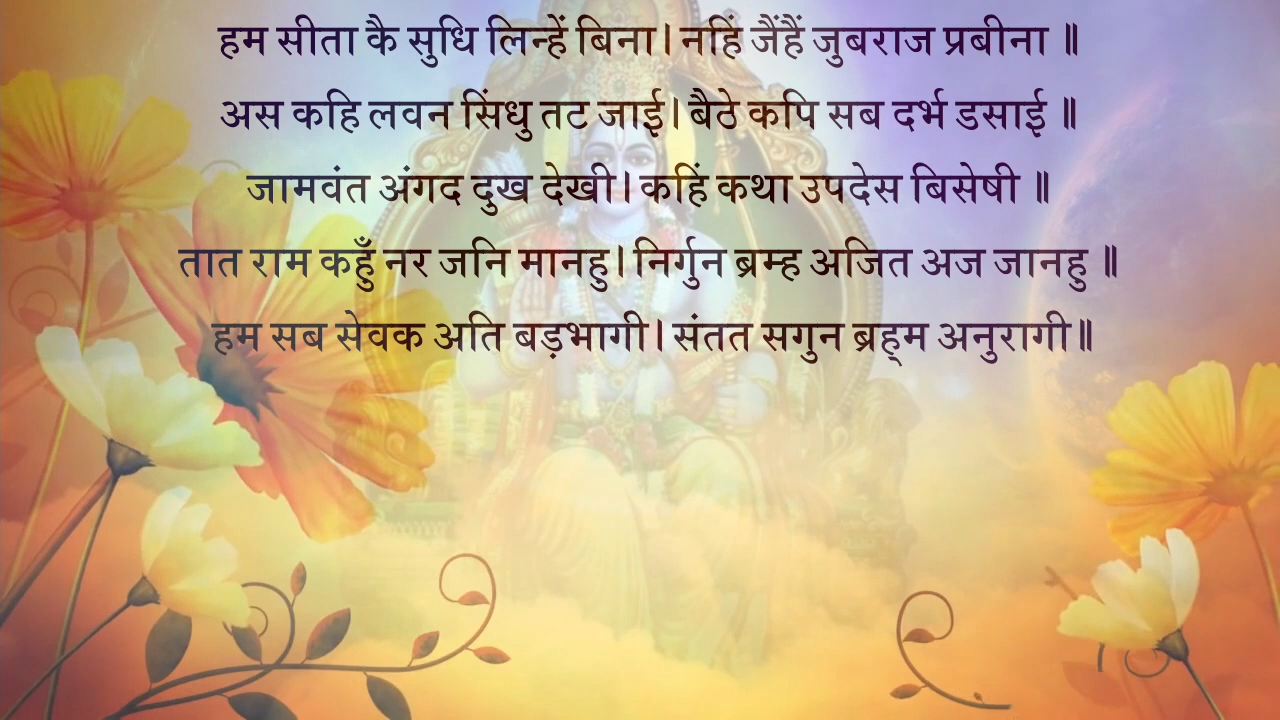 हम सीता कै सुधि लिन्हें बिना। नहिं जैंहैं जुबराज प्रबीना ॥
अस कहि लवन सिंधु तट जाई। बैठे कपि सब दर्भ डसाई ॥
जामवंत अंगद दुख देखी। कहिं कथा उपदेस बिसेषी ॥
तात राम कहुँ नर जनि मानहु। निर्गुन ब्रम्ह अजित अज जानहु ॥
हम सब सेवक अति बड़भागी। संतत सगुन ब्रह्‌म अनुरागी॥